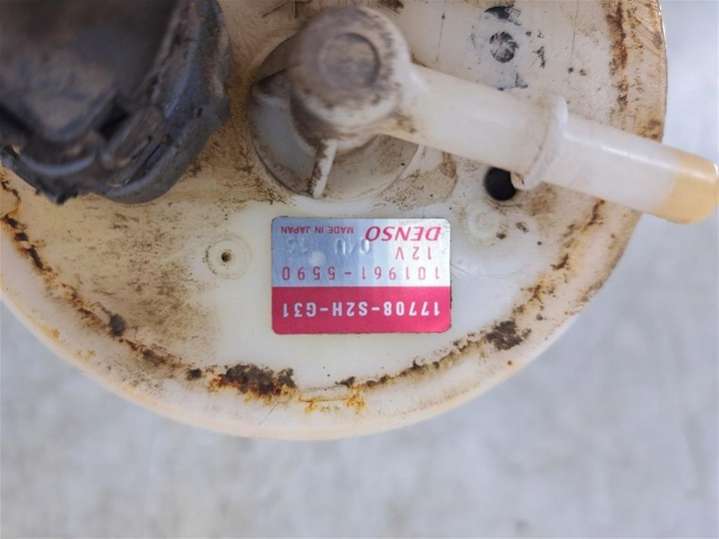 17708-S2H-G31
101961-5590
12V
DENSO MADE IN JAPAN